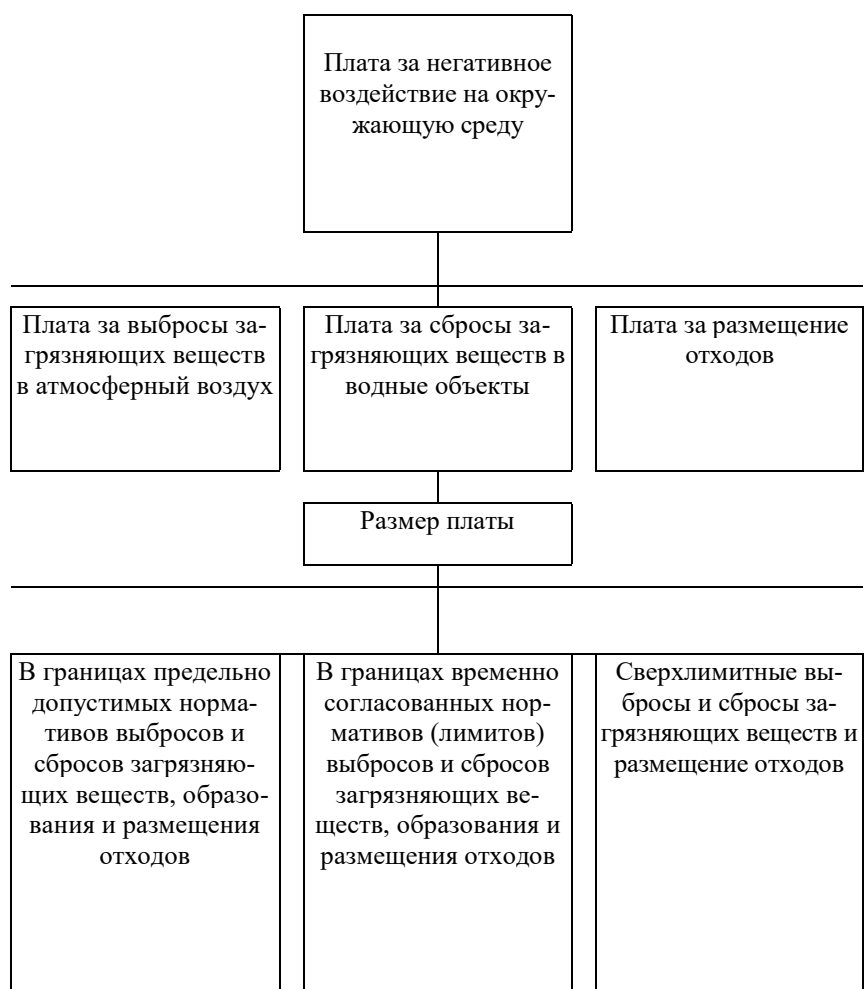 Плата за негативное
воздействие на окру-
жающую среду
Плата за выбросы за-
грязняющих веществ
в атмосферный воздух
Плата за сбросы за-
грязняющих веществ в
водные объекты
Плата за размещение
отходов
Размер платы
В границах предельно
допустимых норма-
тивов выбросов и
сбросов загрязняю-
щих веществ, образо-
вания и размещения
отходов
В границах временно
согласованных нор-
мативов (лимитов)
выбросов и сбросов
загрязняющих ве-
ществ, образования и
размещения отходов
Сверхлимитные вы-
бросы и сбросы за-
грязняющих веществ и
размещение отходов